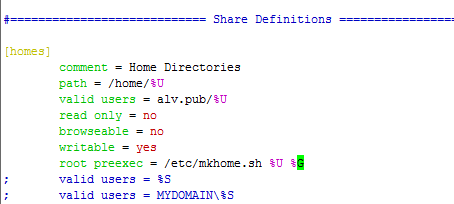 #============================ Share Definitions =================
[homes]
comment = Home Directories
path = /home/%U
valid users = alv.pub/%U
read only = no
browseable = no
writable = yes
root preexec = /etc/mkhome.sh %U %G
; valid users = %S
; valid users = MYDOMAIN\%S